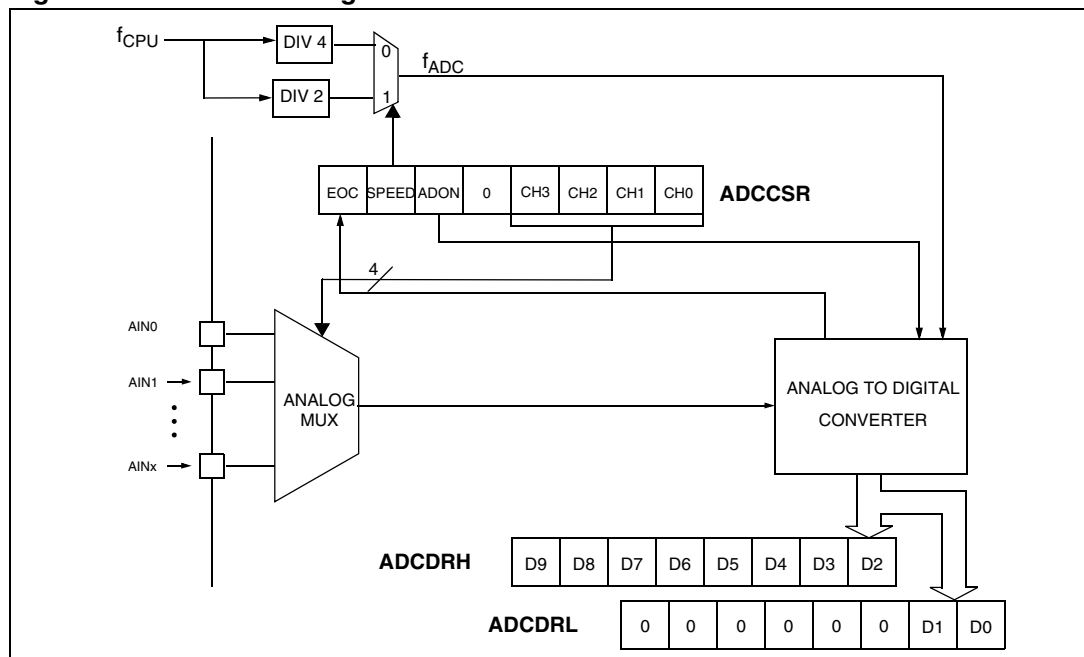 fCPU
DIV 4
0
fADC
DIV 2
1
EOC SPEED ADON 0 CH3 CH2 CH1 CH0 ADCCSR
4
AIN0
AIN1
ANALOG
MUX
ANALOG TO DIGITAL
CONVERTER
AINx
ADCDRH D9 D8 D7 D6 D5 D4 D3 D2
ADCDRL 0 0 0 0 0 0 D1 D0